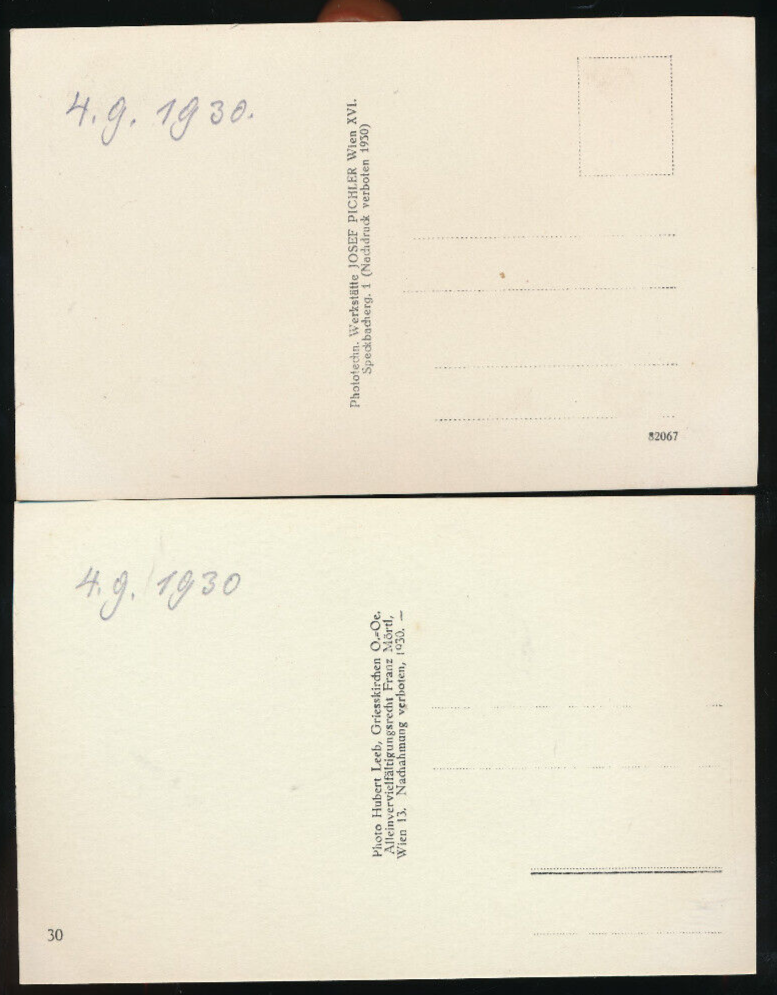 4. 9. 1930.
Phototechn. Werkstätte JOSEF PICHLER Wien XVI.
Speckbacherg. 1 (Nachdruck verboten 1930)
82067
4. 9. 1930
Photo Hubert Leeb, Griesskirchen O.=Oe.
Alleinvervielfältigungsrecht Franz Mörtl,
Wien 13. Nachahmung verboten, 1930. —
30